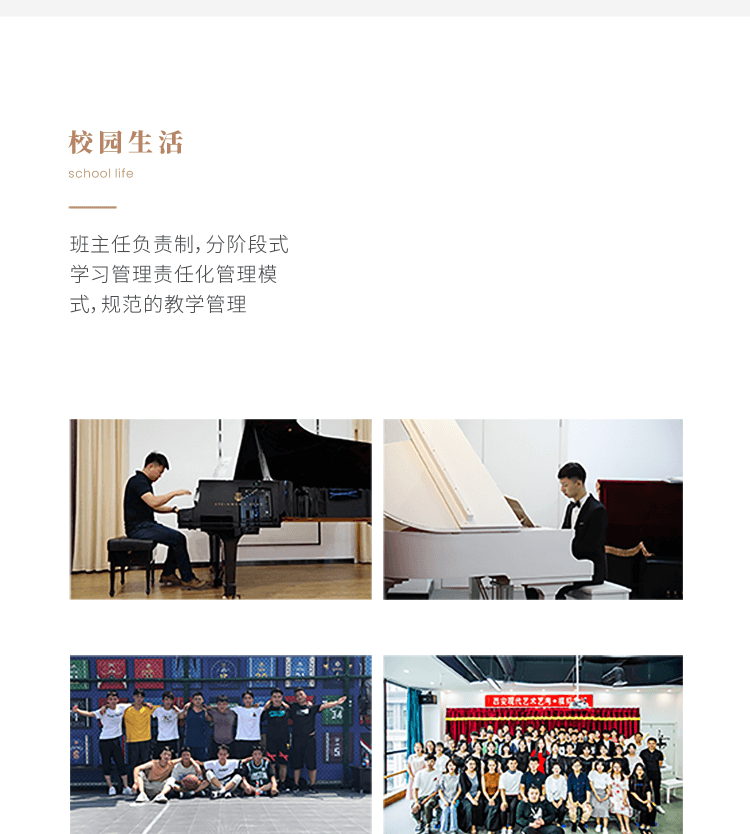 校园生活
school life
班主任负责制，分阶段式
学习管理责任化管理模
式，规范的教学管理
34